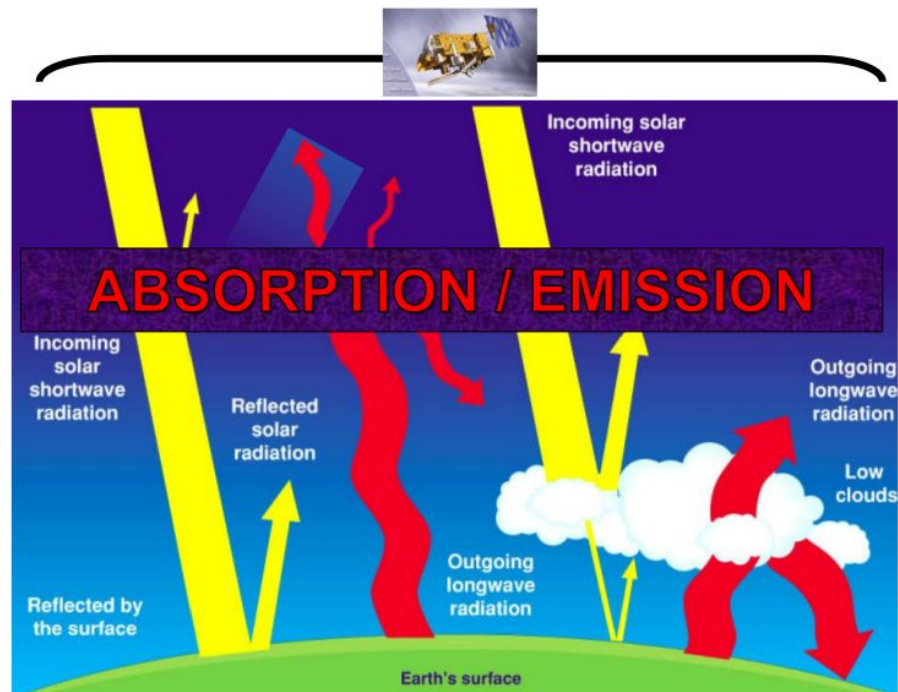 Incoming solar
shortwave
radiation
ABSORPTION / EMISSION
Incoming
solar
shortwave
radiation
Reflected
solar
radiation
Outgoing
longwave
radiation
Low
clouds
Outgoing
longwave
radiation
Reflected by
the surface
Earth's surface